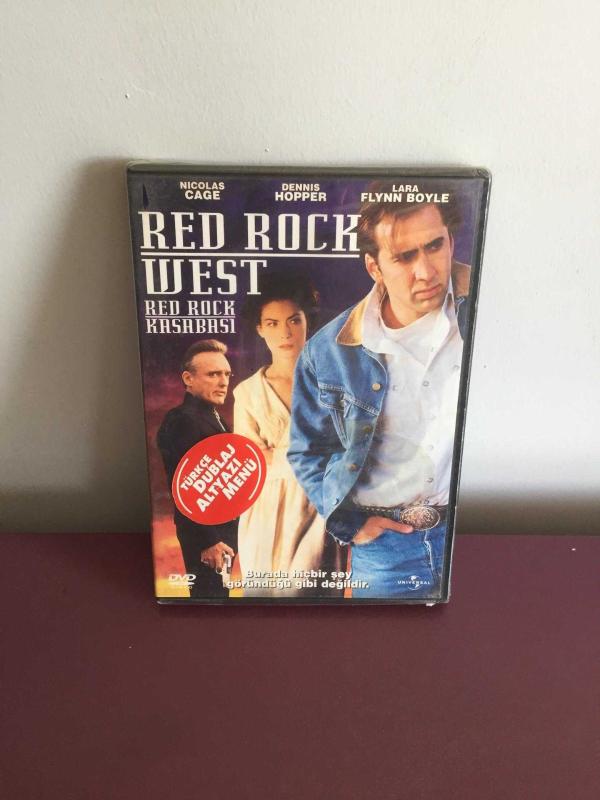 NICOLAS
CAGE
DENNIS
HOPPER
LARA
FLYNN BOYLE
RED ROCK
WEST
RED ROCK
KASABASI
TÜRKÇE
DUBLAJ
ALTYAZI
MENÜ
Burada hiçbir şey
göründüğü gibi değildir.
DVD
UNIVERSAL